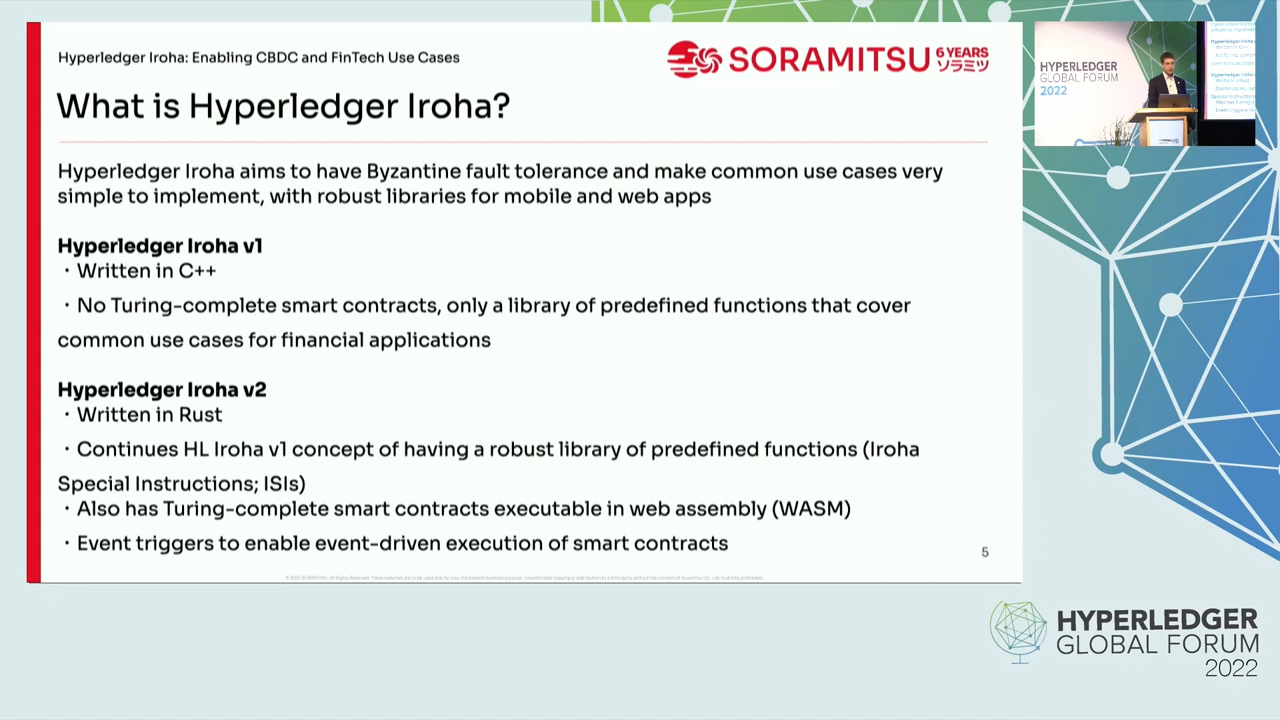 Hyperledger Iroha: Enabling CBDC and FinTech Use Cases
SORAMITSU
6 YEARS
ソラミツ
What is Hyperledger Iroha?
Hyperledger Iroha aims to have Byzantine fault tolerance and make common use cases very
simple to implement, with robust libraries for mobile and web apps
Hyperledger Iroha v1
・Written in C++
・No Turing-complete smart contracts, only a library of predefined functions that cover
common use cases for financial applications
Hyperledger Iroha v2
・Written in Rust
・Continues HL Iroha v1 concept of having a robust library of predefined functions (Iroha
Special Instructions; ISIs)
・Also has Turing-complete smart contracts executable in web assembly (WASM)
・Event triggers to enable event-driven execution of smart contracts
5
HYPERLEDGER
GLOBAL FORUM
2022
HYPERLEDGER
GLOBAL FORUM
2022